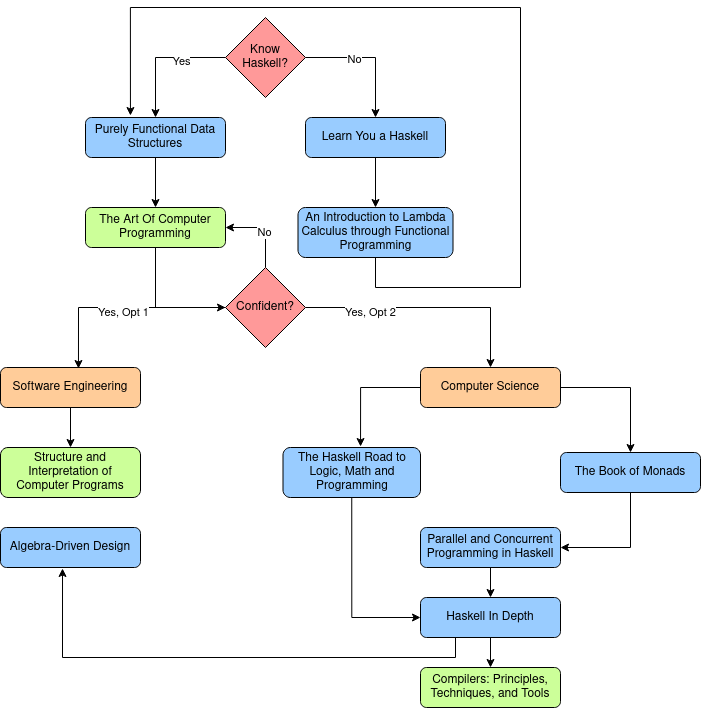 Know
Haskell?
Yes
No
Purely Functional Data
Structures
Learn You a Haskell
The Art Of Computer
Programming
An Introduction to Lambda
Calculus through Functional
Programming
No
Confident?
Yes, Opt 1
Yes, Opt 2
Software Engineering
Computer Science
Structure and
Interpretation of
Computer Programs
The Haskell Road to
Logic, Math and
Programming
The Book of Monads
Algebra-Driven Design
Parallel and Concurrent
Programming in Haskell
Haskell In Depth
Compilers: Principles,
Techniques, and Tools